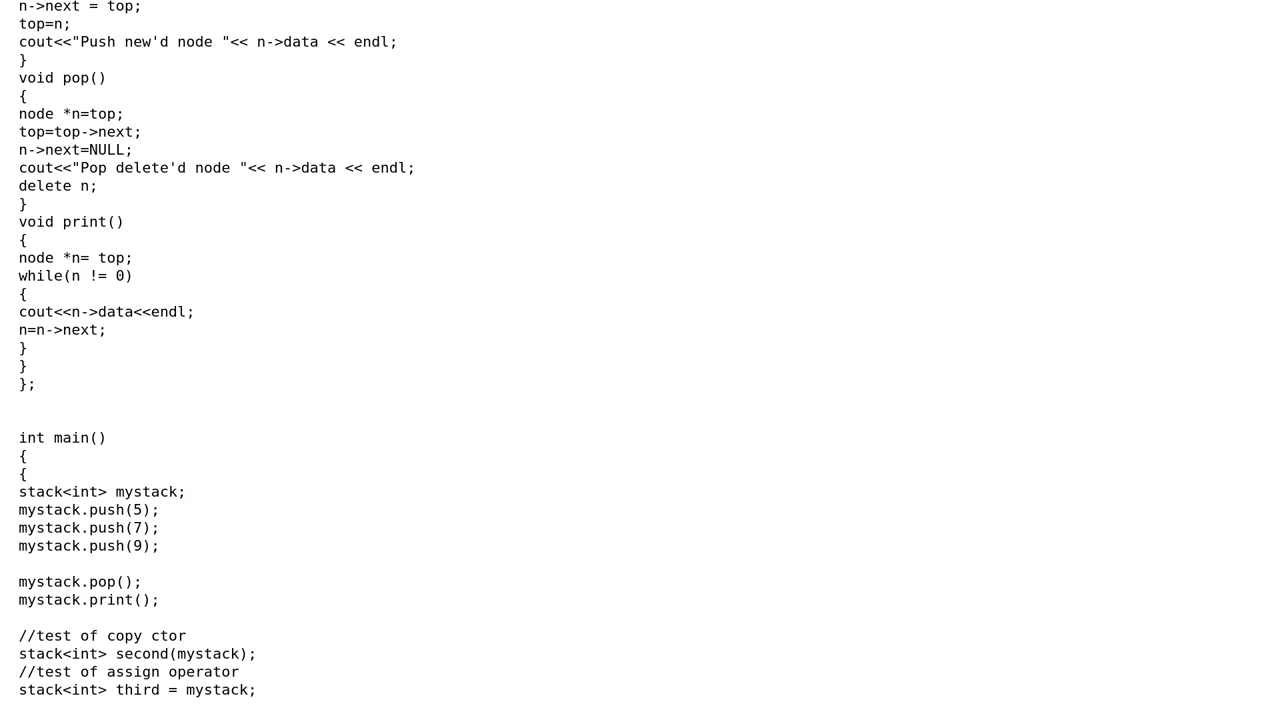 n->next = top;
top=n;
cout<<"Push new'd node "<< n->data << endl;
}
void pop()
{
node *n=top;
top=top->next;
n->next=NULL;
cout<<"Pop delete'd node "<< n->data << endl;
delete n;
}
void print()
{
node *n= top;
while(n != 0)
{
cout<<n->data<<endl;
n=n->next;
}
}
};
int main()
{
{
stack<int> mystack;
mystack.push(5);
mystack.push(7);
mystack.push(9);
mystack.pop();
mystack.print();
//test of copy ctor
stack<int> second(mystack);
//test of assign operator
stack<int> third = mystack;